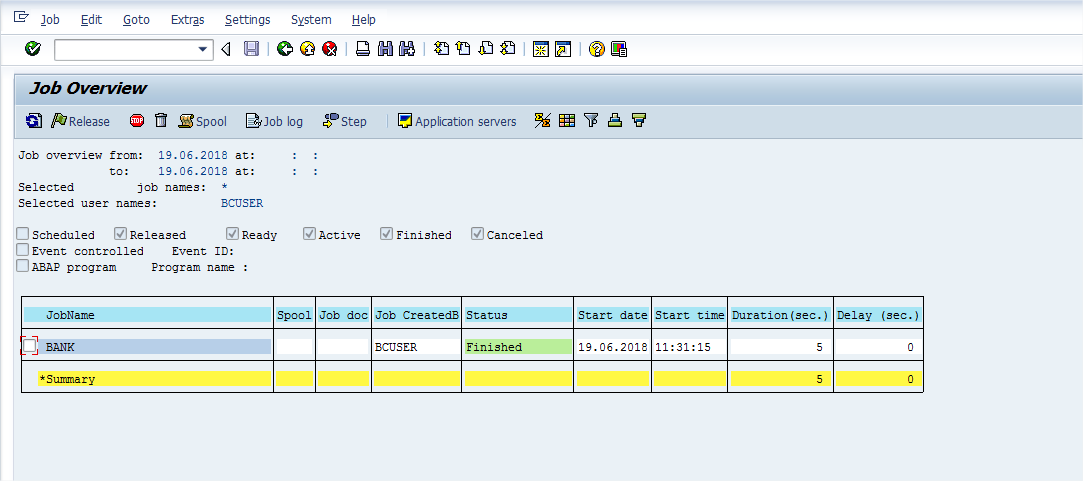 Job Edit Goto Extras Settings System Help
Job Overview
Release STOP Spool Job log Step Application servers
Job overview from: 19.06.2018 at: : :
to: 19.06.2018 at: : :
Selected job names: *
Selected user names: BCUSER
Scheduled Released Ready Active Finished Canceled
Event controlled Event ID:
ABAP program Program name :
JobName Spool Job doc Job CreatedB Status Start date Start time Duration(sec.) Delay (sec.)
BANK BCUSER Finished 19.06.2018 11:31:15 5 0
*Summary 5 0